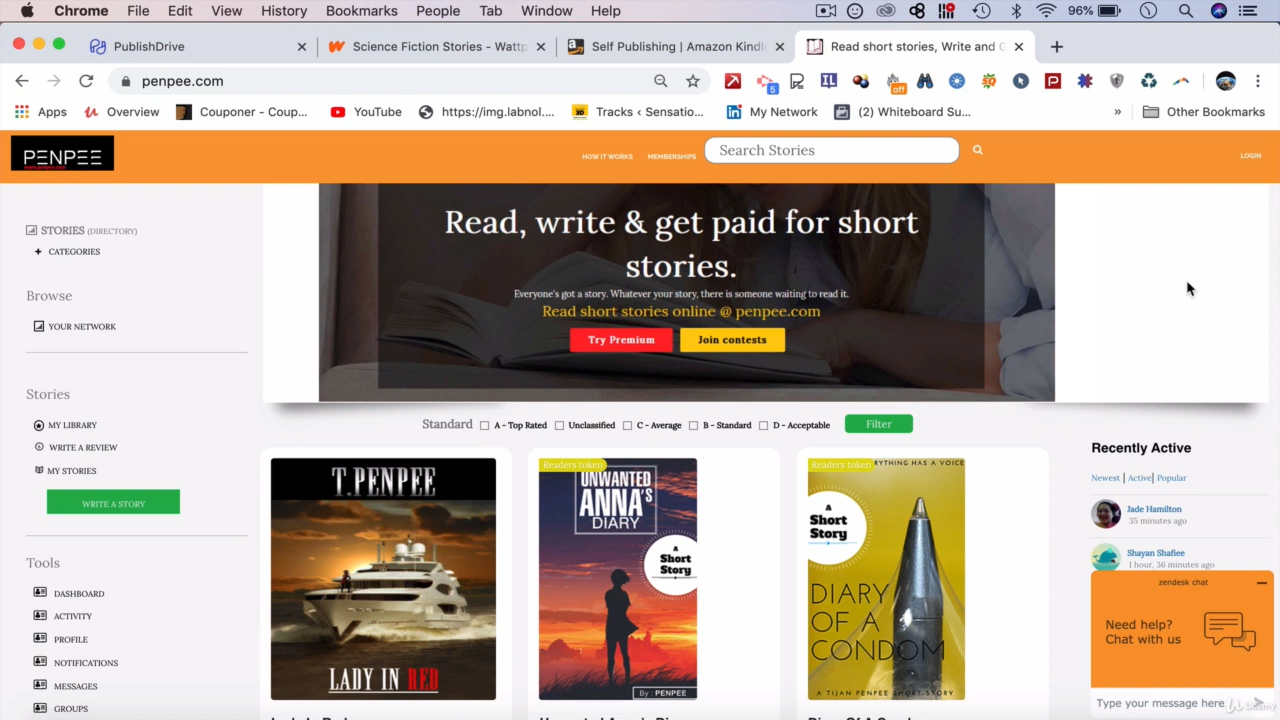 Chrome File Edit View History Bookmarks People Tab Window Help 96%
PublishDrive
Science Fiction Stories - Wattp
Self Publishing | Amazon Kindl
Read short stories, Write and G
penpee.com
5
off
Apps
Overview
Couponer - Coup...
YouTube
https://img.labnol....
Tracks ‹ Sensatio...
My Network
(2) Whiteboard Su...
»
Other Bookmarks
PENPEE
HOW IT WORKS
MEMBERSHIPS
Search Stories
LOGIN
STORIES (DIRECTORY)
+ CATEGORIES
Browse
YOUR NETWORK
Stories
MY LIBRARY
WRITE A REVIEW
MY STORIES
WRITE A STORY
Tools
DASHBOARD
ACTIVITY
PROFILE
NOTIFICATIONS
MESSAGES
GROUPS
Read, write & get paid for short
stories.
Everyone's got a story. Whatever your story, there is someone waiting to read it.
Read short stories online @ penpee.com
Try Premium
Join contests
Standard
A - Top Rated
Unclassified
C - Average
B - Standard
D - Acceptable
Filter
T.PENPEE
LADY IN RED
Readers token
UNWANTED
ANNA'S
DIARY
A
Short
Story
By : PENPEE
Readers token
RYTHING HAS A VOICE
A
Short
Story
DIARY
OF A
CONDOM
A TIJAN PENPEE SHORT STORY
Recently Active
Newest | Active| Popular
Jade Hamilton
35 minutes ago
Shayan Shafiee
1 hour, 36 minutes ago
zendesk chat
Need help?
Chat with us
Type your message here
Udemy